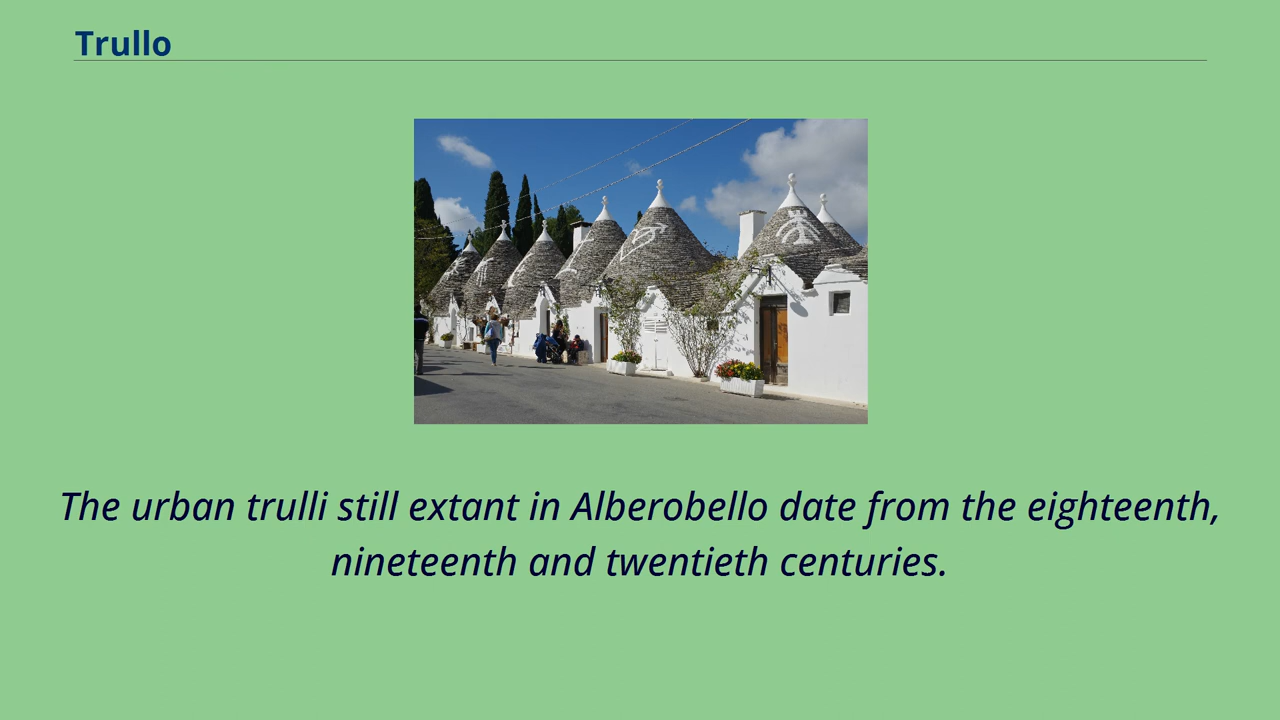 Trullo
The urban trulli still extant in Alberobello date from the eighteenth,
nineteenth and twentieth centuries.